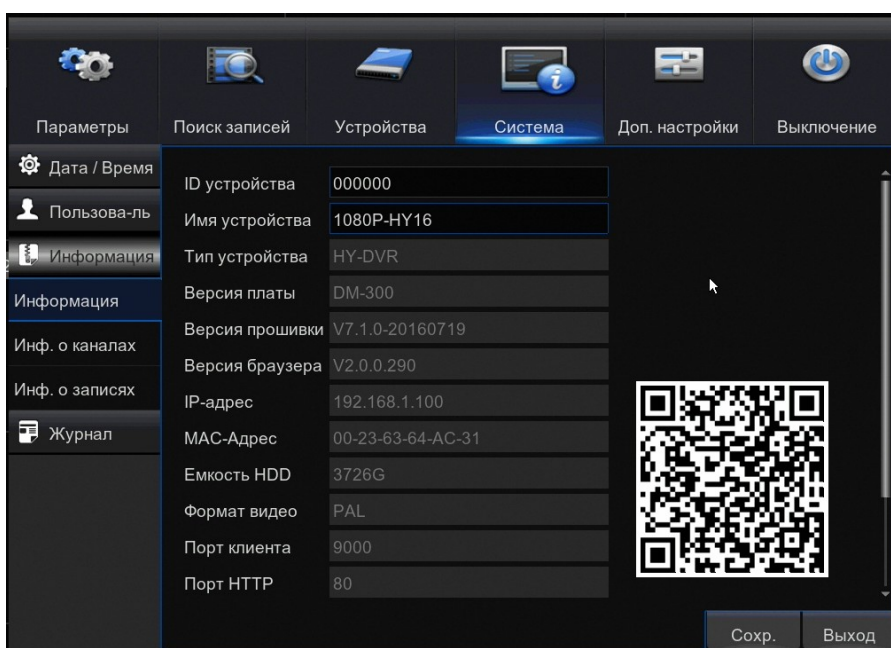 Параметры
Поиск записей
Устройства
Система
Доп. настройки
Выключение
Дата / Время
Пользова-ль
Информация
Информация
Инф. о каналах
Инф. о записях
Журнал
ID устройства 000000
Имя устройства 1080P-HY16
Тип устройства HY-DVR
Версия платы DM-300
Версия прошивки V7.1.0-20160719
Версия браузера V2.0.0.290
IP-адрес 192.168.1.100
MAC-Адрес 00-23-63-64-AC-31
Емкость HDD 3726G
Формат видео PAL
Порт клиента 9000
Порт HTTP 80
Сохр.
Выход